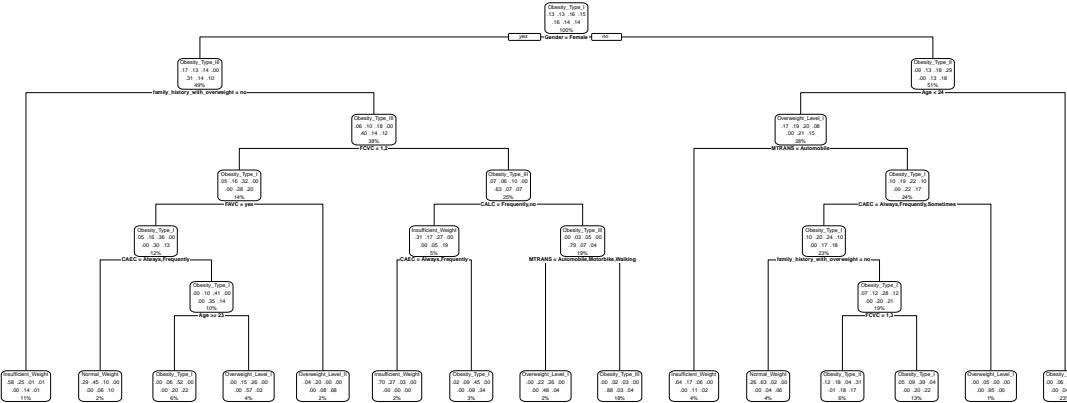 Obesity_Type_I
.13 .13 .16 .15
.16 .14 .14
100%
yes Gender = Female no
Obesity_Type_III
.17 .13 .14 .00
.31 .14 .10
49%
family_history_with_overweight = no
Obesity_Type_II
.09 .13 .18 .29
.00 .13 .18
51%
Age < 24
Obesity_Type_III
.06 .10 .18 .00
.40 .14 .12
38%
FCVC = 1,2
Overweight_Level_I
.17 .19 .20 .08
.00 .21 .15
28%
MTRANS = Automobile
Obesity_Type_I
.05 .16 .32 .00
.00 .28 .20
14%
FAVC = yes
Obesity_Type_III
.07 .06 .10 .00
.63 .07 .07
25%
CALC = Frequently,no
Obesity_Type_I
.10 .19 .22 .10
.00 .22 .17
24%
CAEC = Always,Frequently,Sometimes
Obesity_Type_I
.05 .16 .36 .00
.00 .30 .13
12%
CAEC = Always,Frequently
Insufficient_Weight
.31 .17 .27 .00
.00 .05 .19
5%
CAEC = Always,Frequently
Obesity_Type_III
.00 .03 .05 .00
.79 .07 .04
19%
MTRANS = Automobile,Motorbike,Walking
Obesity_Type_I
.10 .20 .24 .10
.00 .17 .18
23%
family_history_with_overweight = no
Obesity_Type_I
.00 .10 .41 .00
.00 .35 .14
10%
Age >= 23
Obesity_Type_I
.07 .12 .28 .12
.00 .20 .21
19%
FCVC = 1,3
Insufficient_Weight
.58 .25 .01 .01
.00 .14 .01
11%
Normal_Weight
.29 .45 .10 .00
.00 .06 .10
2%
Obesity_Type_I
.00 .06 .52 .00
.00 .20 .22
6%
Overweight_Level_I
.00 .15 .26 .00
.00 .57 .02
4%
Overweight_Level_II
.04 .20 .00 .00
.00 .08 .68
2%
Insufficient_Weight
.70 .27 .03 .00
.00 .00 .00
2%
Obesity_Type_I
.02 .09 .45 .00
.00 .09 .34
3%
Overweight_Level_I
.00 .22 .26 .00
.00 .48 .04
2%
Obesity_Type_III
.00 .02 .03 .00
.88 .03 .04
18%
Insufficient_Weight
.64 .17 .06 .00
.00 .11 .02
4%
Normal_Weight
.26 .63 .02 .00
.00 .04 .06
4%
Obesity_Type_II
.12 .18 .04 .31
.01 .18 .17
6%
Obesity_Type_I
.05 .09 .39 .04
.00 .20 .22
13%
Overweight_Level_I
.00 .05 .00 .00
.00 .95 .00
1%